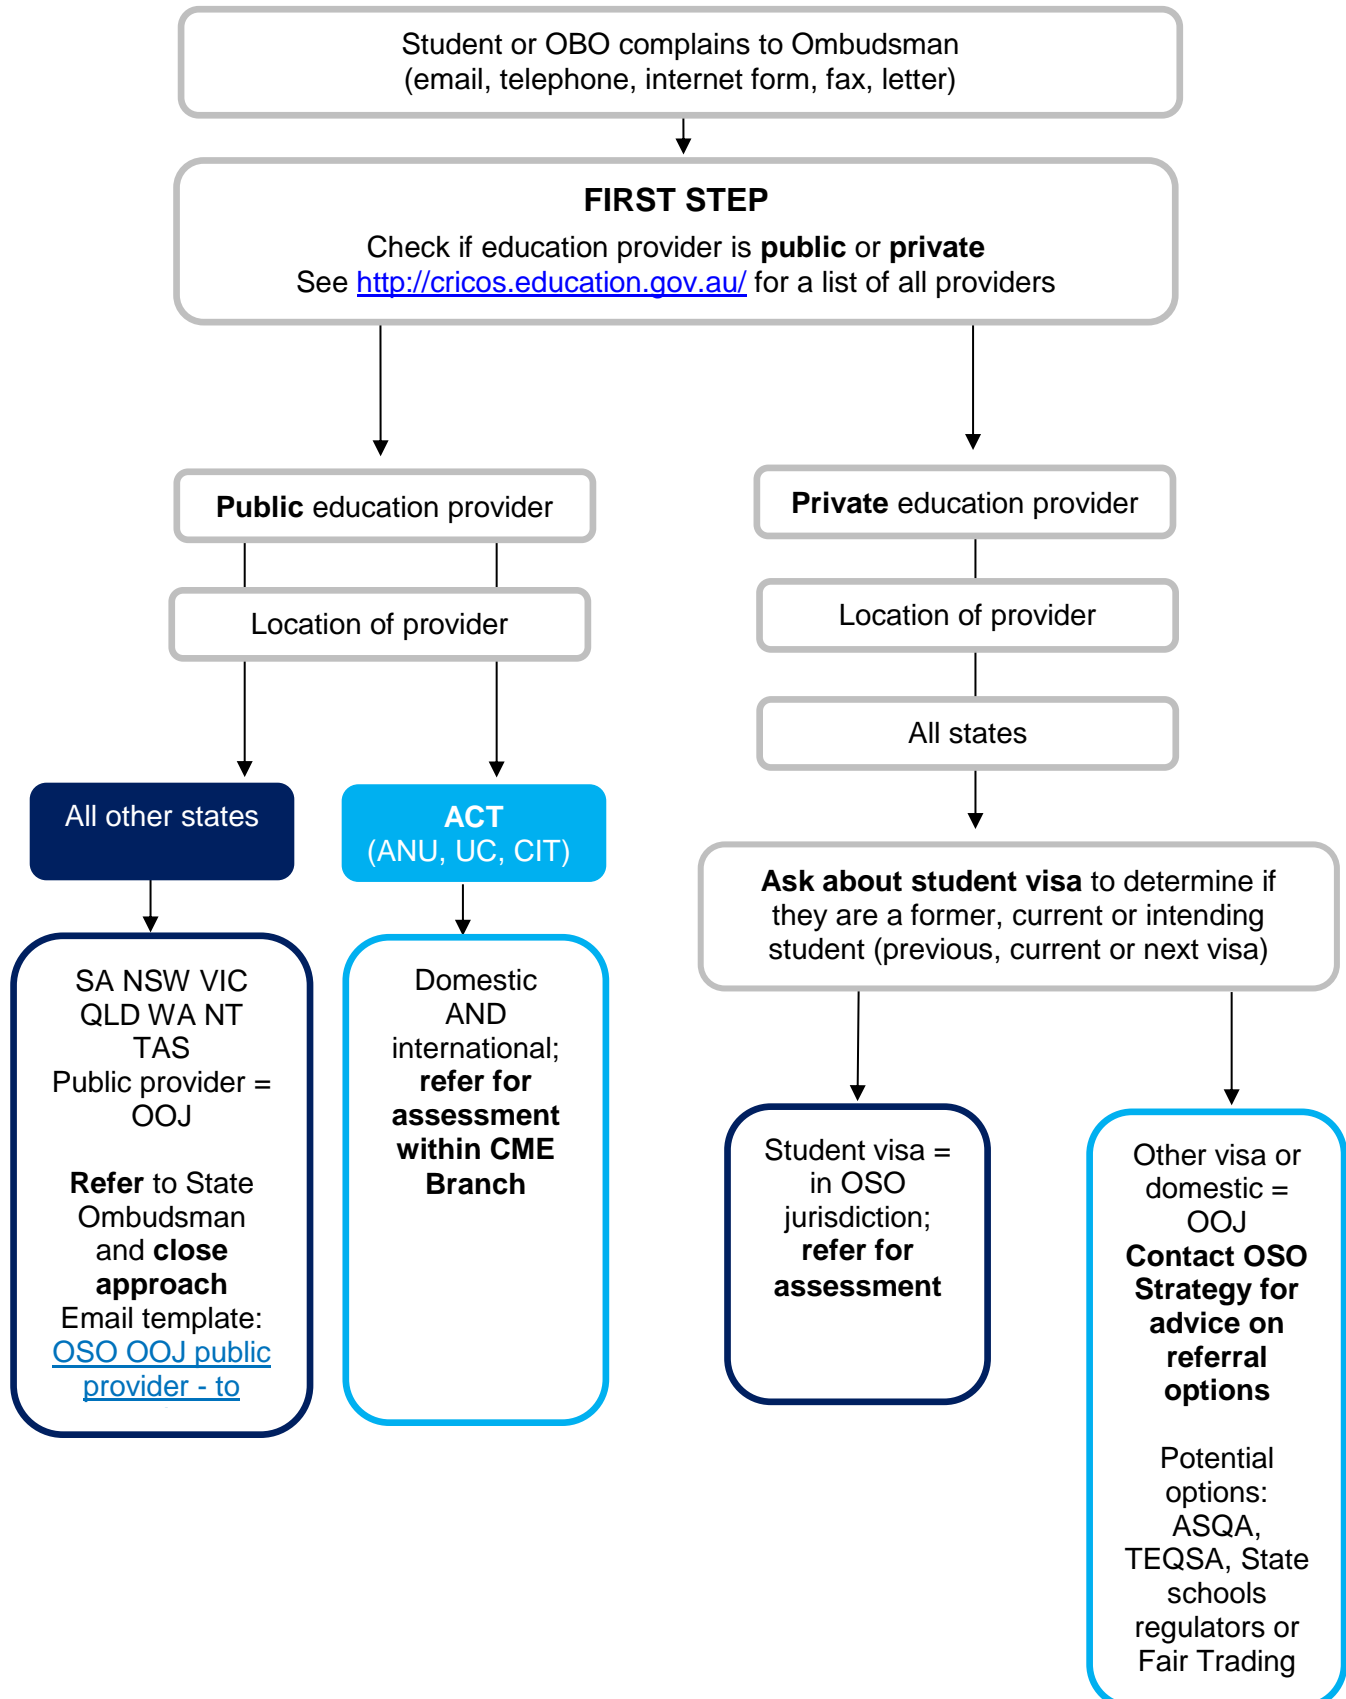 Student or OBO complains to Ombudsman
(email, telephone, internet form, fax, letter)
FIRST STEP
Check if education provider is public or private
See http://cricos.education.gov.au/ for a list of all providers
Public education provider
Location of provider
All other states
ACT
(ANU, UC, CIT)
SA NSW VIC
QLD WA NT
TAS
Public provider =
OOJ
Refer to State
Ombudsman
and close
approach
Email template:
OSO OOJ public
provider - to
Domestic
AND
international;
refer for
assessment
within CME
Branch
Private education provider
Location of provider
All states
Ask about student visa to determine if
they are a former, current or intending
student (previous, current or next visa)
Student visa =
in OSO
jurisdiction;
refer for
assessment
Other visa or
domestic =
OOJ
Contact OSO
Strategy for
advice on
referral
options
Potential
options:
ASQA,
TEQSA, State
schools
regulators or
Fair Trading